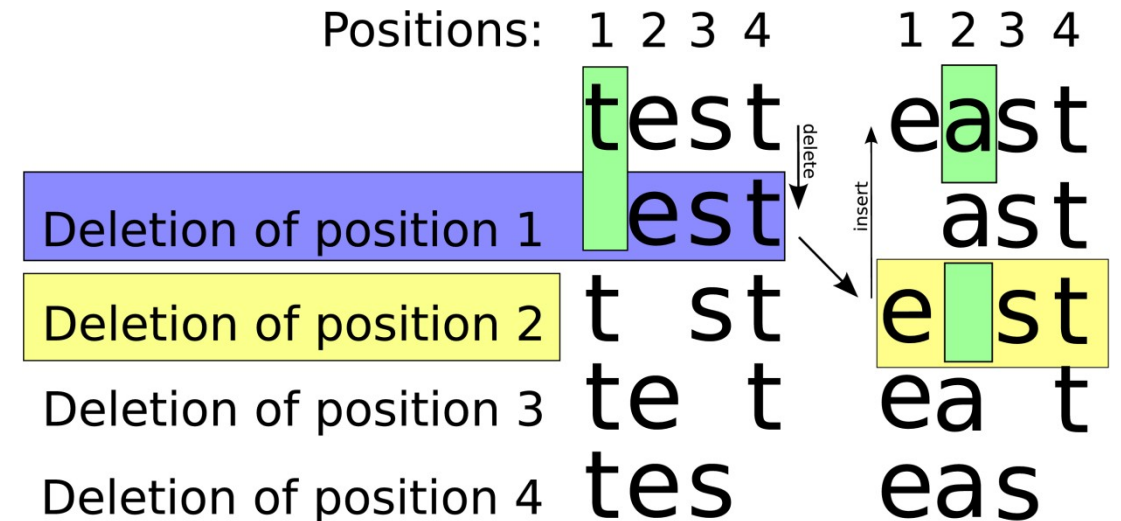 Positions: 1 2 3 4 1 2 3 4
test east
delete
Deletion of position 1 est ast
insert
Deletion of position 2 t st e st
Deletion of position 3 te t ea t
Deletion of position 4 tes eas